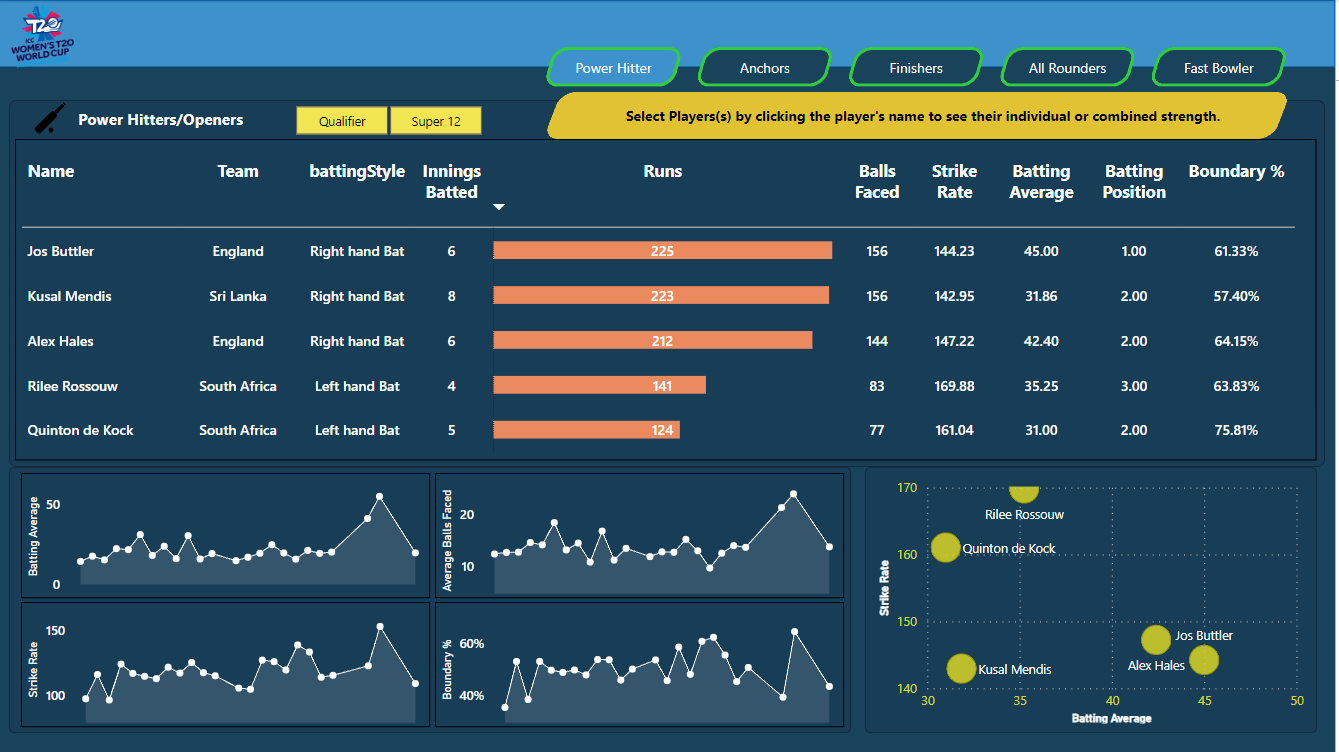 T20
ICC
WOMEN'S T20
WORLD CUP
Power Hitter
Anchors
Finishers
All Rounders
Fast Bowler
Power Hitters/Openers
Qualifier
Super 12
Select Players(s) by clicking the player's name to see their individual or combined strength.
Name Team battingStyle Innings Batted Runs Balls Faced Strike Rate Batting Average Batting Position Boundary %
Jos Buttler England Right hand Bat 6 225 156 144.23 45.00 1.00 61.33%
Kusal Mendis Sri Lanka Right hand Bat 8 223 156 142.95 31.86 2.00 57.40%
Alex Hales England Right hand Bat 6 212 144 147.22 42.40 2.00 64.15%
Rilee Rossouw South Africa Left hand Bat 4 141 83 169.88 35.25 3.00 63.83%
Quinton de Kock South Africa Left hand Bat 5 124 77 161.04 31.00 2.00 75.81%
Batting Average
50
0
Average Balls Faced
20
10
Strike Rate
150
100
Boundary %
60%
40%
Strike Rate
170
160
150
140
Rilee Rossouw
Quinton de Kock
Jos Buttler
Alex Hales
Kusal Mendis
30 35 40 45 50
Batting Average